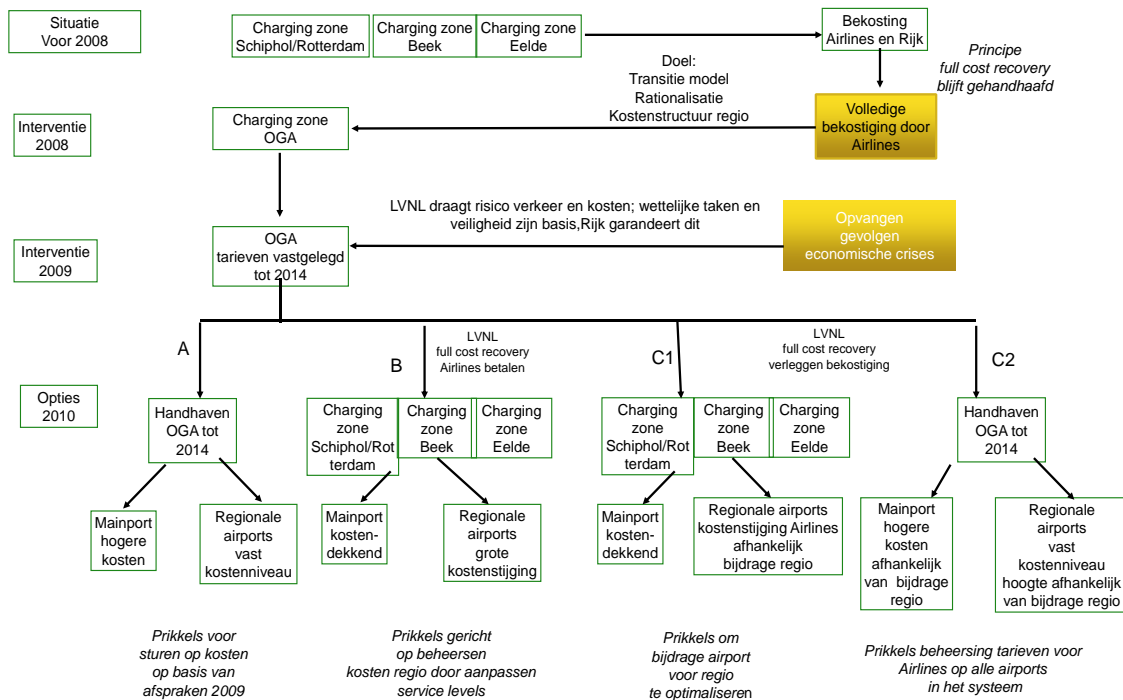 Situatie
Voor 2008
Charging zone
Schiphol/Rotterdam
Charging zone
Beek
Charging zone
Eelde
Bekosting
Airlines en Rijk
Principe
full cost recovery
blijft gehandhaafd
Doel:
Transitie model
Rationalisatie
Kostenstructuur regio
Interventie
2008
Charging zone
OGA
Volledige
bekostiging door
Airlines
LVNL draagt risico verkeer en kosten; wettelijke taken en
veiligheid zijn basis,Rijk garandeert dit
Interventie
2009
OGA
tarieven vastgelegd
tot 2014
Opvangen
gevolgen
economische crises
A
B
LVNL
full cost recovery
Airlines betalen
C1
LVNL
full cost recovery
verleggen bekostiging
C2
Opties
2010
Handhaven
OGA tot
2014
Charging
zone
Schiphol/Rot
terdam
Charging
zone
Beek
Charging
zone
Eelde
Charging
zone
Schiphol/Rot
terdam
Charging
zone
Beek
Charging
zone
Eelde
Handhaven
OGA tot
2014
Mainport
hogere
kosten
Regionale
airports
vast
kostenniveau
Mainport
kosten-
dekkend
Regionale
airports
grote
kostenstijging
Mainport
kosten-
dekkend
Regionale airports
kostenstijging Airlines
afhankelijk
bijdrage regio
Mainport
hogere
kosten
afhankelijk
van bijdrage
regio
Regionale
airports
vast
kostenniveau
hoogte afhankelijk
van bijdrage regio
Prikkels voor
sturen op kosten
op basis van
afspraken 2009
Prikkels gericht
op beheersen
kosten regio door aanpassen
service levels
Prikkels om
bijdrage airport
voor regio
te optimaliseren
Prikkels beheersing tarieven voor
Airlines op alle airports
in het systeem